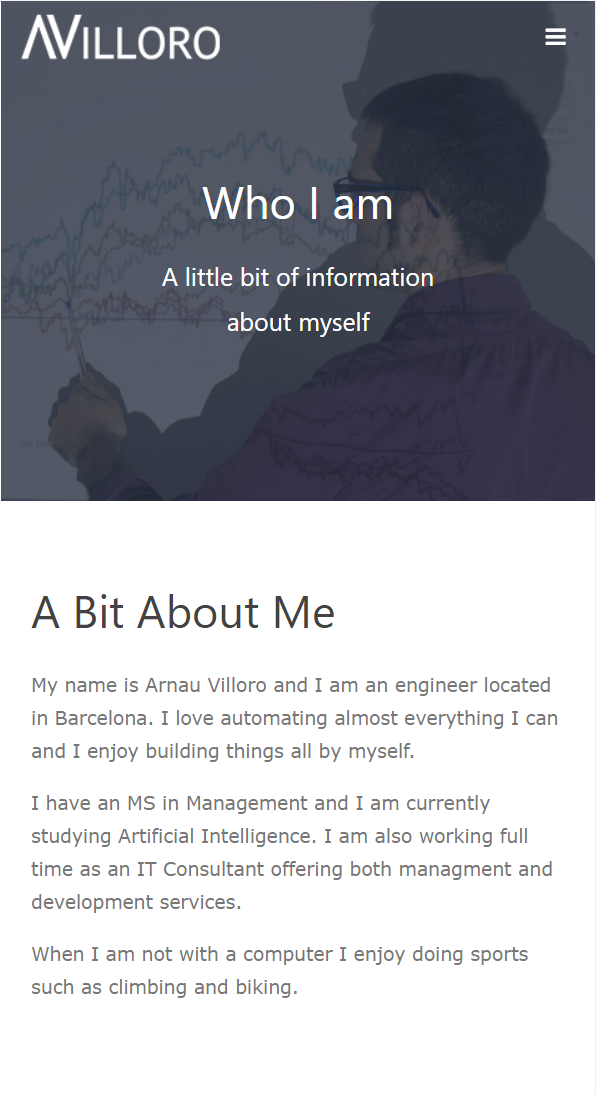 AVILLORO
Who I am
A little bit of information
about myself
A Bit About Me
My name is Arnau Villoro and I am an engineer located
in Barcelona. I love automating almost everything I can
and I enjoy building things all by myself.
I have an MS in Management and I am currently
studying Artificial Intelligence. I am also working full
time as an IT Consultant offering both managment and
development services.
When I am not with a computer I enjoy doing sports
such as climbing and biking.